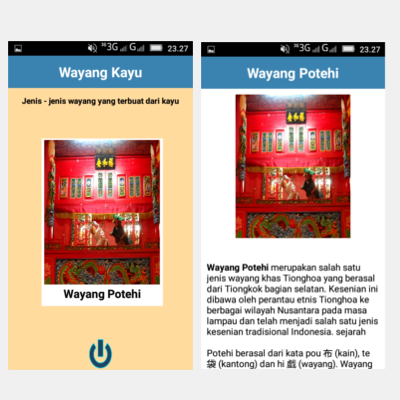 3G G 23.27
Wayang Kayu
Jenis - jenis wayang yang terbuat dari kayu
Wayang Potehi
3G G 23.27
Wayang Potehi
Wayang Potehi merupakan salah satu
jenis wayang khas Tionghoa yang berasal
dari Tiongkok bagian selatan. Kesenian ini
dibawa oleh perantau etnis Tionghoa ke
berbagai wilayah Nusantara pada masa
lampau dan telah menjadi salah satu jenis
kesenian tradisional Indonesia. sejarah
Potehi berasal dari kata pou 布 (kain), te
袋 (kantong) dan hi 戲 (wayang). Wayang